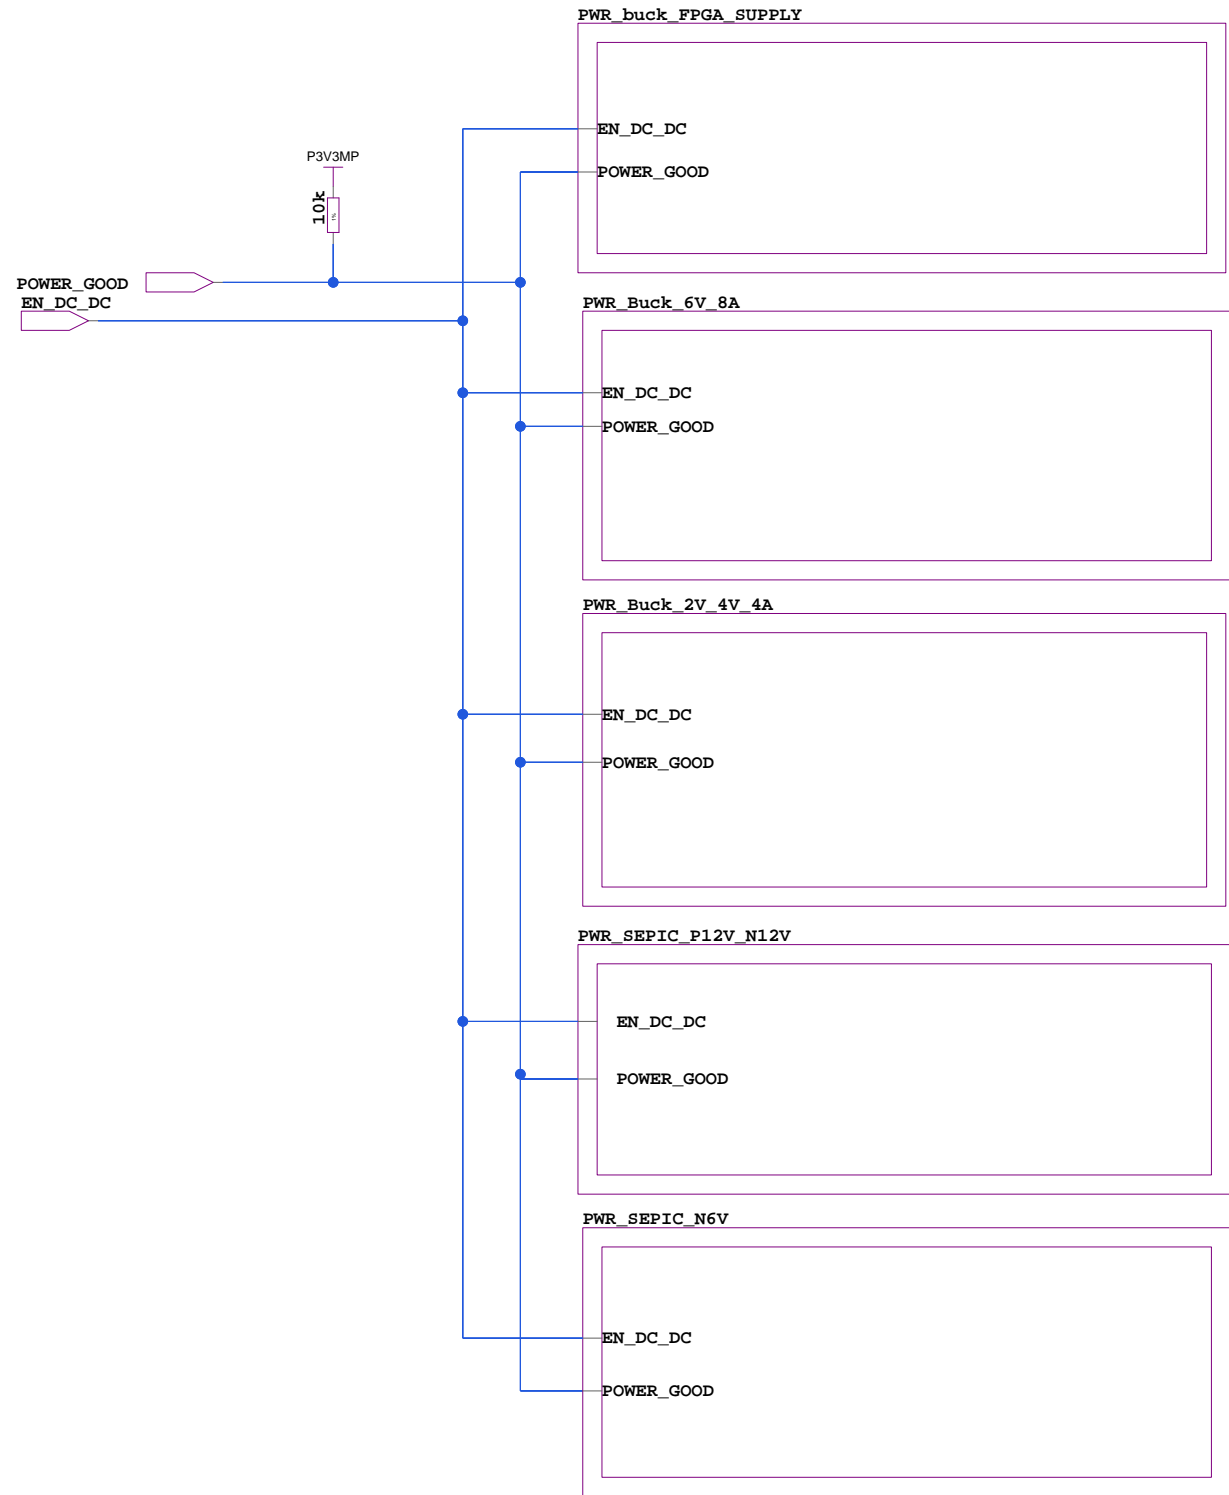 PWR_buck_FPGA_SUPPLY
EN_DC_DC
POWER_GOOD
P3V3MP
10k
1%
POWER_GOOD
EN_DC_DC
PWR_Buck_6V_8A
EN_DC_DC
POWER_GOOD
PWR_Buck_2V_4V_4A
EN_DC_DC
POWER_GOOD
PWR_SEPIC_P12V_N12V
EN_DC_DC
POWER_GOOD
PWR_SEPIC_N6V
EN_DC_DC
POWER_GOOD